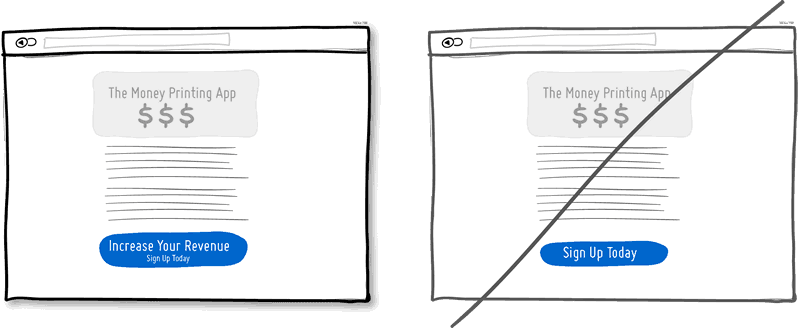 The Money Printing App
$ $ $
Increase Your Revenue
Sign Up Today
The Money Printing App
$ $ $
Sign Up Today